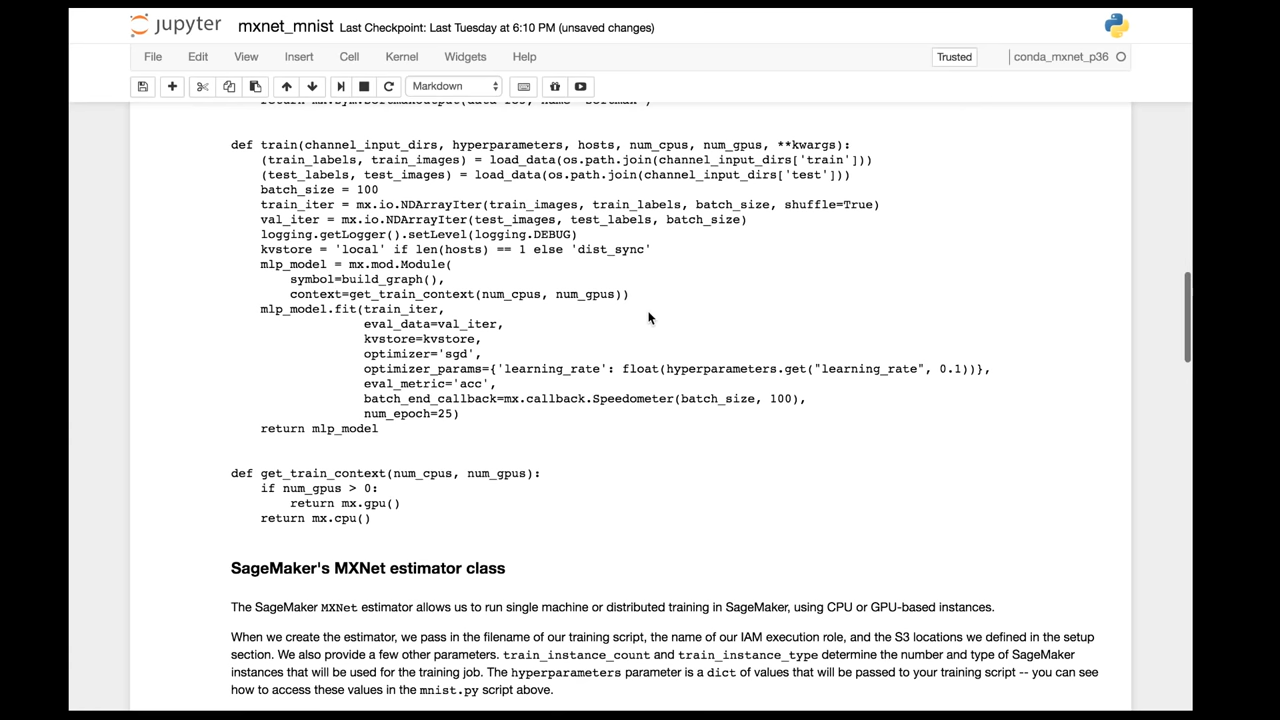 jupyter mxnet_mnist Last Checkpoint: Last Tuesday at 6:10 PM (unsaved changes)
File Edit View Insert Cell Kernel Widgets Help Trusted conda_mxnet_p36
Markdown
def train(channel_input_dirs, hyperparameters, hosts, num_cpus, num_gpus, **kwargs):
(train_labels, train_images) = load_data(os.path.join(channel_input_dirs['train']))
(test_labels, test_images) = load_data(os.path.join(channel_input_dirs['test']))
batch_size = 100
train_iter = mx.io.NDArrayIter(train_images, train_labels, batch_size, shuffle=True)
val_iter = mx.io.NDArrayIter(test_images, test_labels, batch_size)
logging.getLogger().setLevel(logging.DEBUG)
kvstore = 'local' if len(hosts) == 1 else 'dist_sync'
mlp_model = mx.mod.Module(
symbol=build_graph(),
context=get_train_context(num_cpus, num_gpus))
mlp_model.fit(train_iter,
eval_data=val_iter,
kvstore=kvstore,
optimizer='sgd',
optimizer_params={'learning_rate': float(hyperparameters.get("learning_rate", 0.1))},
eval_metric='acc',
batch_end_callback=mx.callback.Speedometer(batch_size, 100),
num_epoch=25)
return mlp_model
def get_train_context(num_cpus, num_gpus):
if num_gpus > 0:
return mx.gpu()
return mx.cpu()
SageMaker's MXNet estimator class
The SageMaker MXNet estimator allows us to run single machine or distributed training in SageMaker, using CPU or GPU-based instances.
When we create the estimator, we pass in the filename of our training script, the name of our IAM execution role, and the S3 locations we defined in the setup
section. We also provide a few other parameters. train_instance_count and train_instance_type determine the number and type of SageMaker
instances that will be used for the training job. The hyperparameters parameter is a dict of values that will be passed to your training script -- you can see
how to access these values in the mnist.py script above.